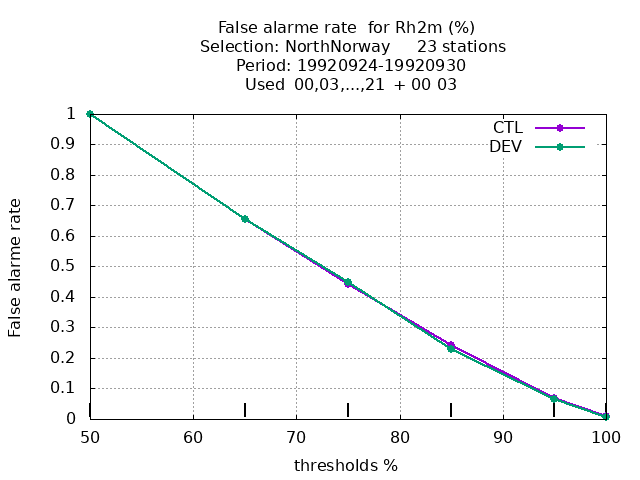 False alarme rate  for Rh2m (%)
Selection: NorthNorway     23 stations
Period: 19920924-19920930
Used  00,03,...,21  + 00 03
1
0.9
0.8
0.7
0.6
0.5
0.4
0.3
0.2
0.1
0
False alarme rate
CTL
DEV
50 60 70 80 90 100
thresholds %